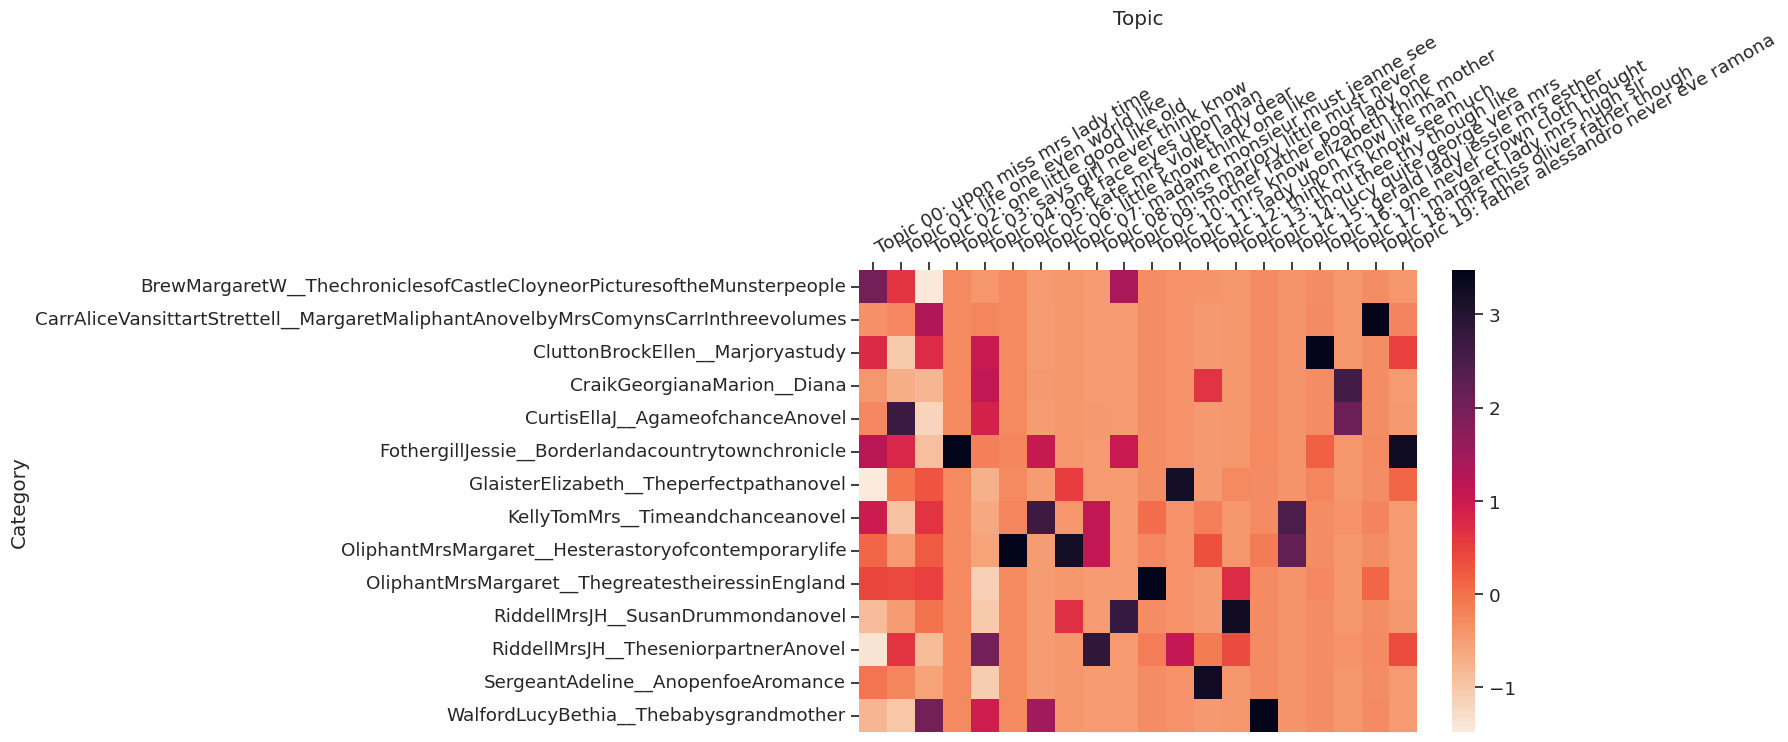 Topic
Topic 00: upon miss mrs lady time
Topic 01: life one even world like
Topic 02: one little good like old
Topic 03: says girl never think know
Topic 04: one face eyes upon man
Topic 05: kate mrs violet lady dear
Topic 06: little know think one like
Topic 07: madame monsieur must jeanne see
Topic 08: miss marjory little must never
Topic 09: mother father poor lady one
Topic 10: mrs know elizabeth think mother
Topic 11: lady upon know life man
Topic 12: think mrs know see much
Topic 13: thou thee thy though like
Topic 14: lucy quite george vera mrs
Topic 15: gerald lady jessie mrs esther
Topic 16: one never crown cloth thought
Topic 17: margaret lady mrs hugh sir
Topic 18: mrs miss oliver father though
Topic 19: father alessandro never eve ramona
Category
BrewMargaretW__ThechroniclesofCastleCloyneorPicturesoftheMunsterpeople
CarrAliceVansittartStrettell__MargaretMaliphantAnovelbyMrsComynsCarrInthreevolumes
CluttonBrockEllen__Marjoryastudy
CraikGeorgianaMarion__Diana
CurtisEllaJ__AgameofchanceAnovel
FothergillJessie__Borderlandacountrytownchronicle
GlaisterElizabeth__Theperfectpathanovel
KellyTomMrs__Timeandchanceanovel
OliphantMrsMargaret__Hesterastoryofcontemporarylife
OliphantMrsMargaret__ThegreatestheiressinEngland
RiddellMrsJH__SusanDrummondanovel
RiddellMrsJH__TheseniorpartnerAnovel
SergeantAdeline__AnopenfoeAromance
WalfordLucyBethia__Thebabysgrandmother
3
2
1
0
−1